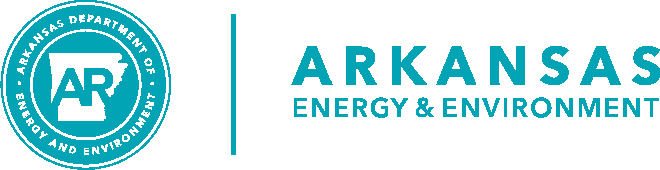 • ARKANSAS DEPARTMENT OF •
ENERGY AND ENVIRONMENT
AR
ARKANSAS
ENERGY & ENVIRONMENT